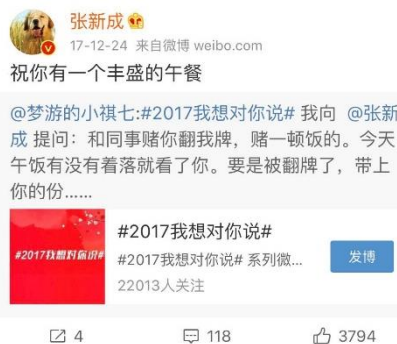 张新成
17-12-24 来自微博 weibo.com
祝你有一个丰盛的午餐
@梦游的小祺七:#2017我想对你说# 我向 @张新
成 提问：和同事赌你翻我牌，赌一顿饭的。今天
午饭有没有着落就看了你。要是被翻牌了，带上
你的份……
#2017我想对你说#
#2017我想对你说#
#2017我想对你说# 系列微...
22013人关注
发博
4
118
3794